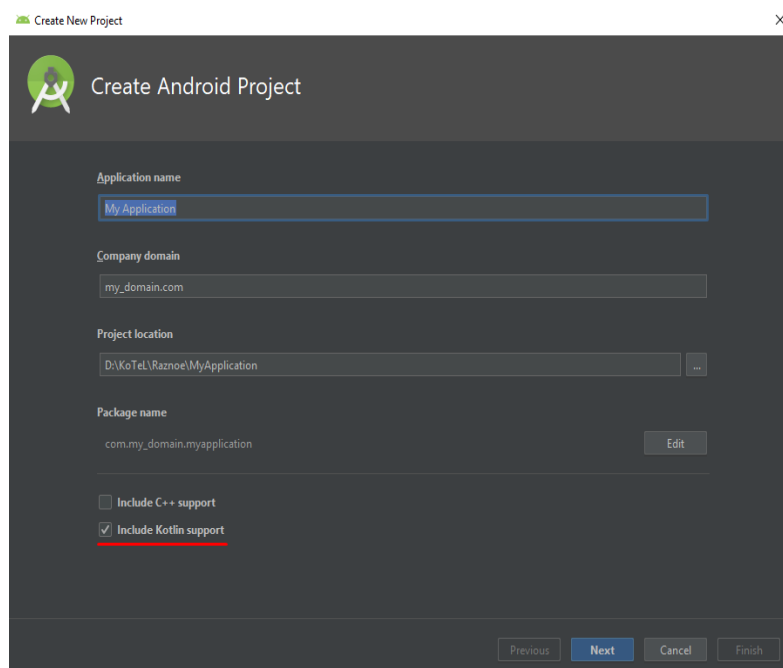 Create New Project
Create Android Project
Application name
My Application
Company domain
my_domain.com
Project location
D:\KoTeL\Raznoe\MyApplication
...
Package name
com.my_domain.myapplication
Edit
Include C++ support
Include Kotlin support
Previous
Next
Cancel
Finish